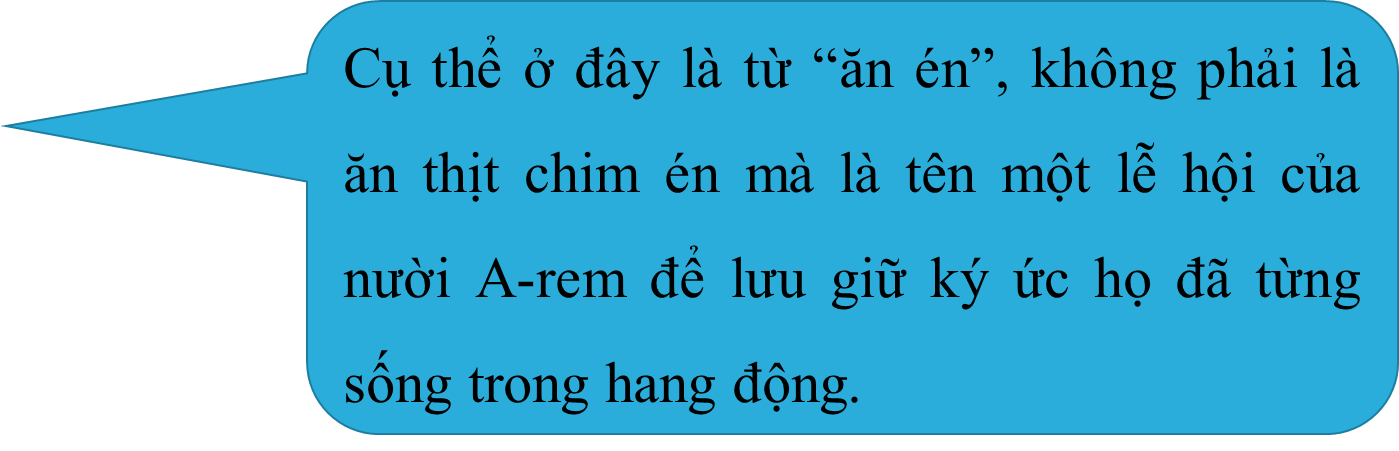 Cụ thể ở đây là từ “ăn én”, không phải là
ăn thịt chim én mà là tên một lễ hội của
nười A-rem để lưu giữ ký ức họ đã từng
sống trong hang động.